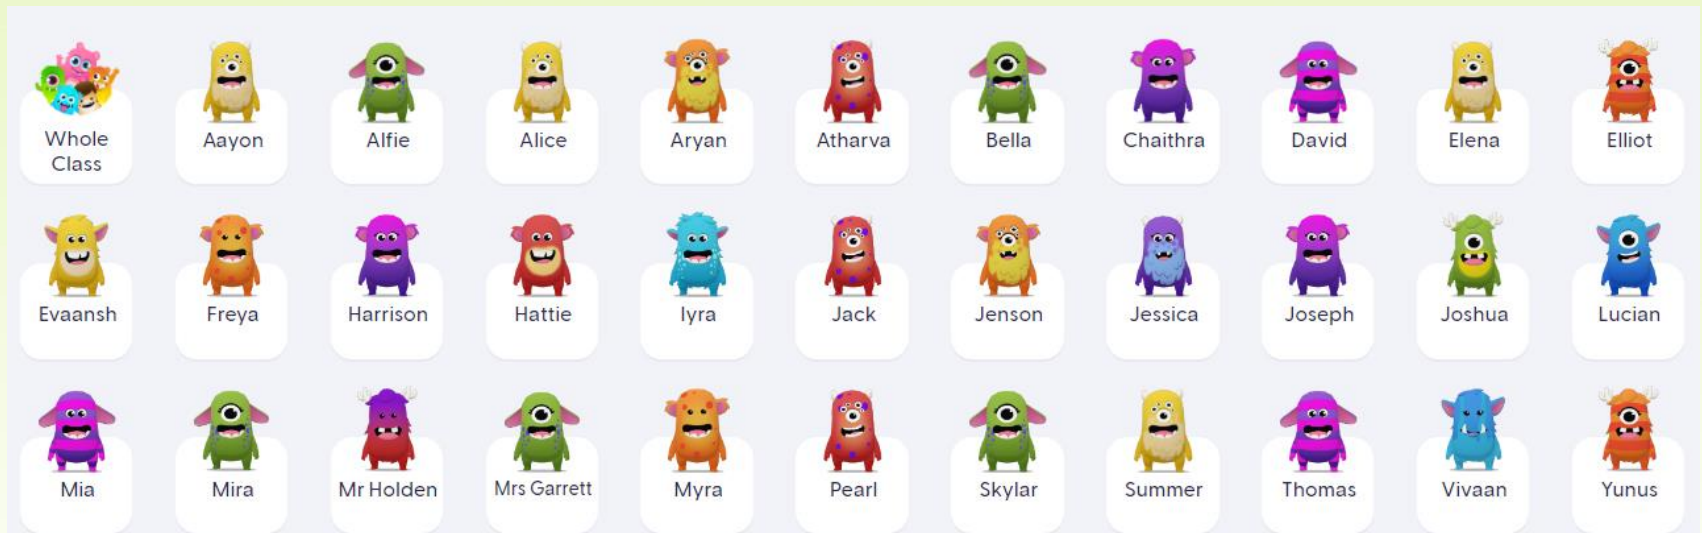 Whole
Class
Aayon
Alfie
Alice
Aryan
Atharva
Bella
Chaithra
David
Elena
Elliot
Evaansh
Freya
Harrison
Hattie
Iyra
Jack
Jenson
Jessica
Joseph
Joshua
Lucian
Mia
Mira
Mr Holden
Mrs Garrett
Myra
Pearl
Skylar
Summer
Thomas
Vivaan
Yunus